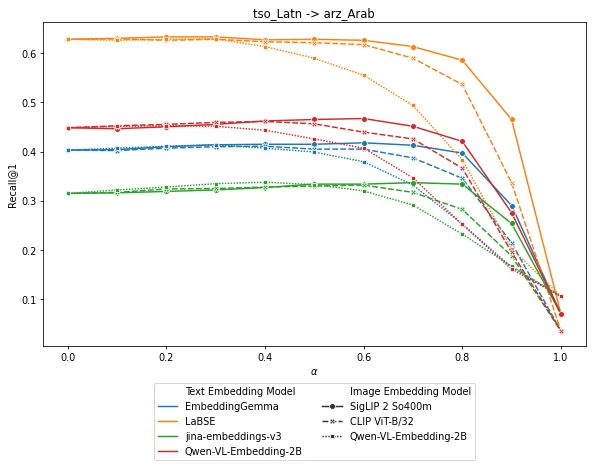 tso_Latn -> arz_Arab
Recall@1
0.6
0.5
0.4
0.3
0.2
0.1
0.0 0.2 0.4 0.6 0.8 1.0
α
Text Embedding Model
EmbeddingGemma
LaBSE
jina-embeddings-v3
Qwen-VL-Embedding-2B
Image Embedding Model
SigLIP 2 So400m
CLIP ViT-B/32
Qwen-VL-Embedding-2B